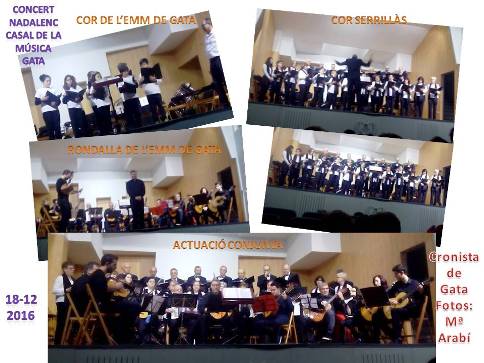 CONCERT
NADALENC
CASAL DE LA
MÚSICA
GATA
COR DE L'EMM DE GATA
COR SERRILLÀS
RONDALLA DE L'EMM DE GATA
ACTUACIÓ CONJUNTA
18-12
2016
Cronista
de
Gata
Fotos:
Mª
Arabí